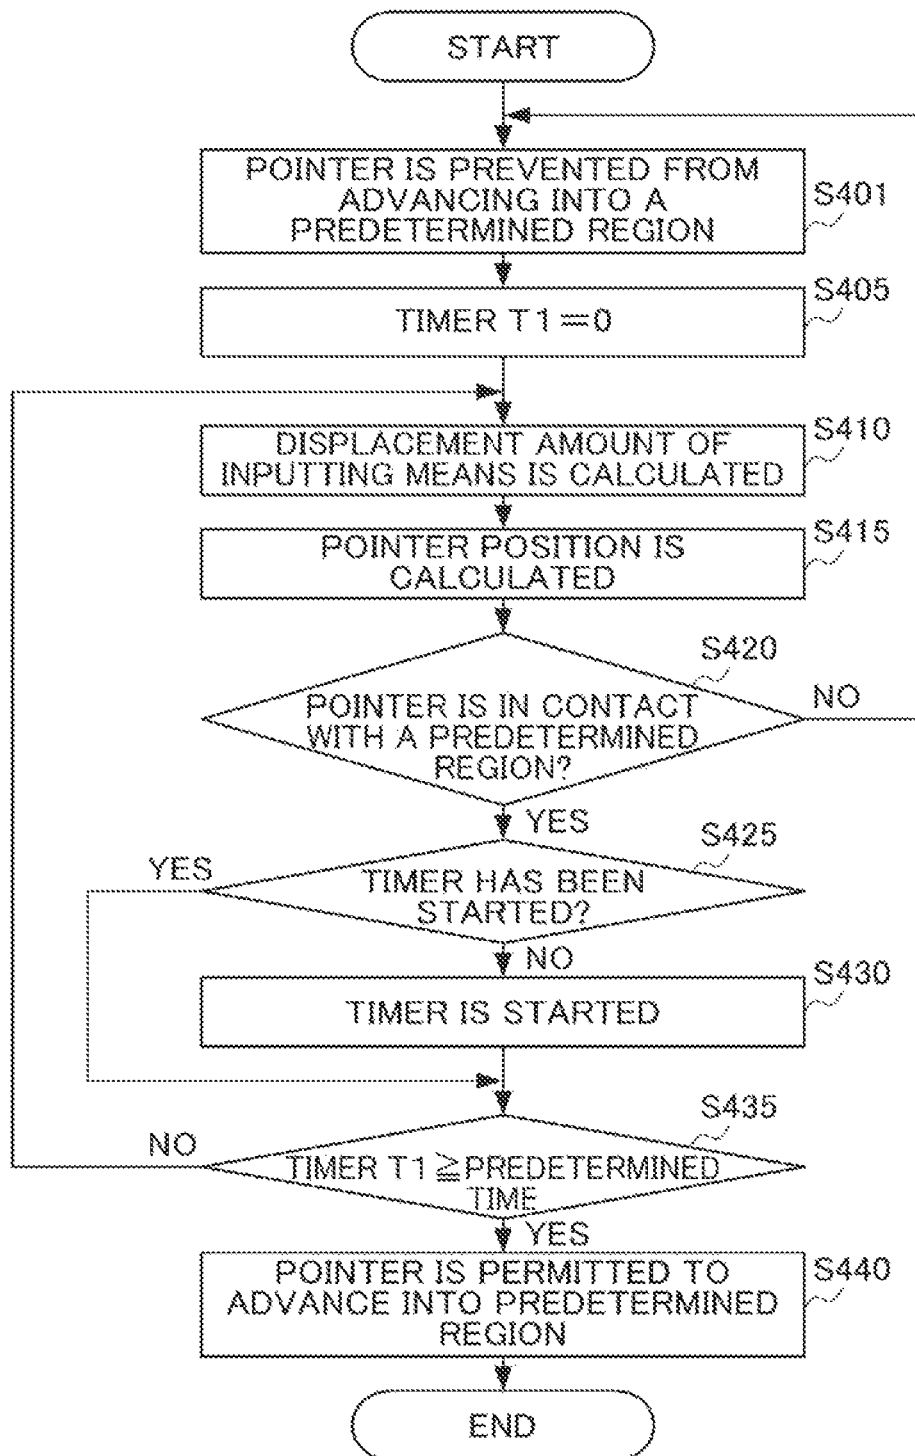 START
POINTER IS PREVENTED FROM
ADVANCING INTO A
PREDETERMINED REGION
S401
TIMER T1=0
S405
DISPLACEMENT AMOUNT OF
INPUTTING MEANS IS CALCULATED
S410
POINTER POSITION IS
CALCULATED
S415
S420
POINTER IS IN CONTACT
WITH A PREDETERMINED
REGION?
NO
YES
S425
YES
TIMER HAS BEEN
STARTED?
NO
S430
TIMER IS STARTED
S435
NO
TIMER T1≧PREDETERMINED
TIME
YES
POINTER IS PERMITTED TO
ADVANCE INTO PREDETERMINED
REGION
S440
END